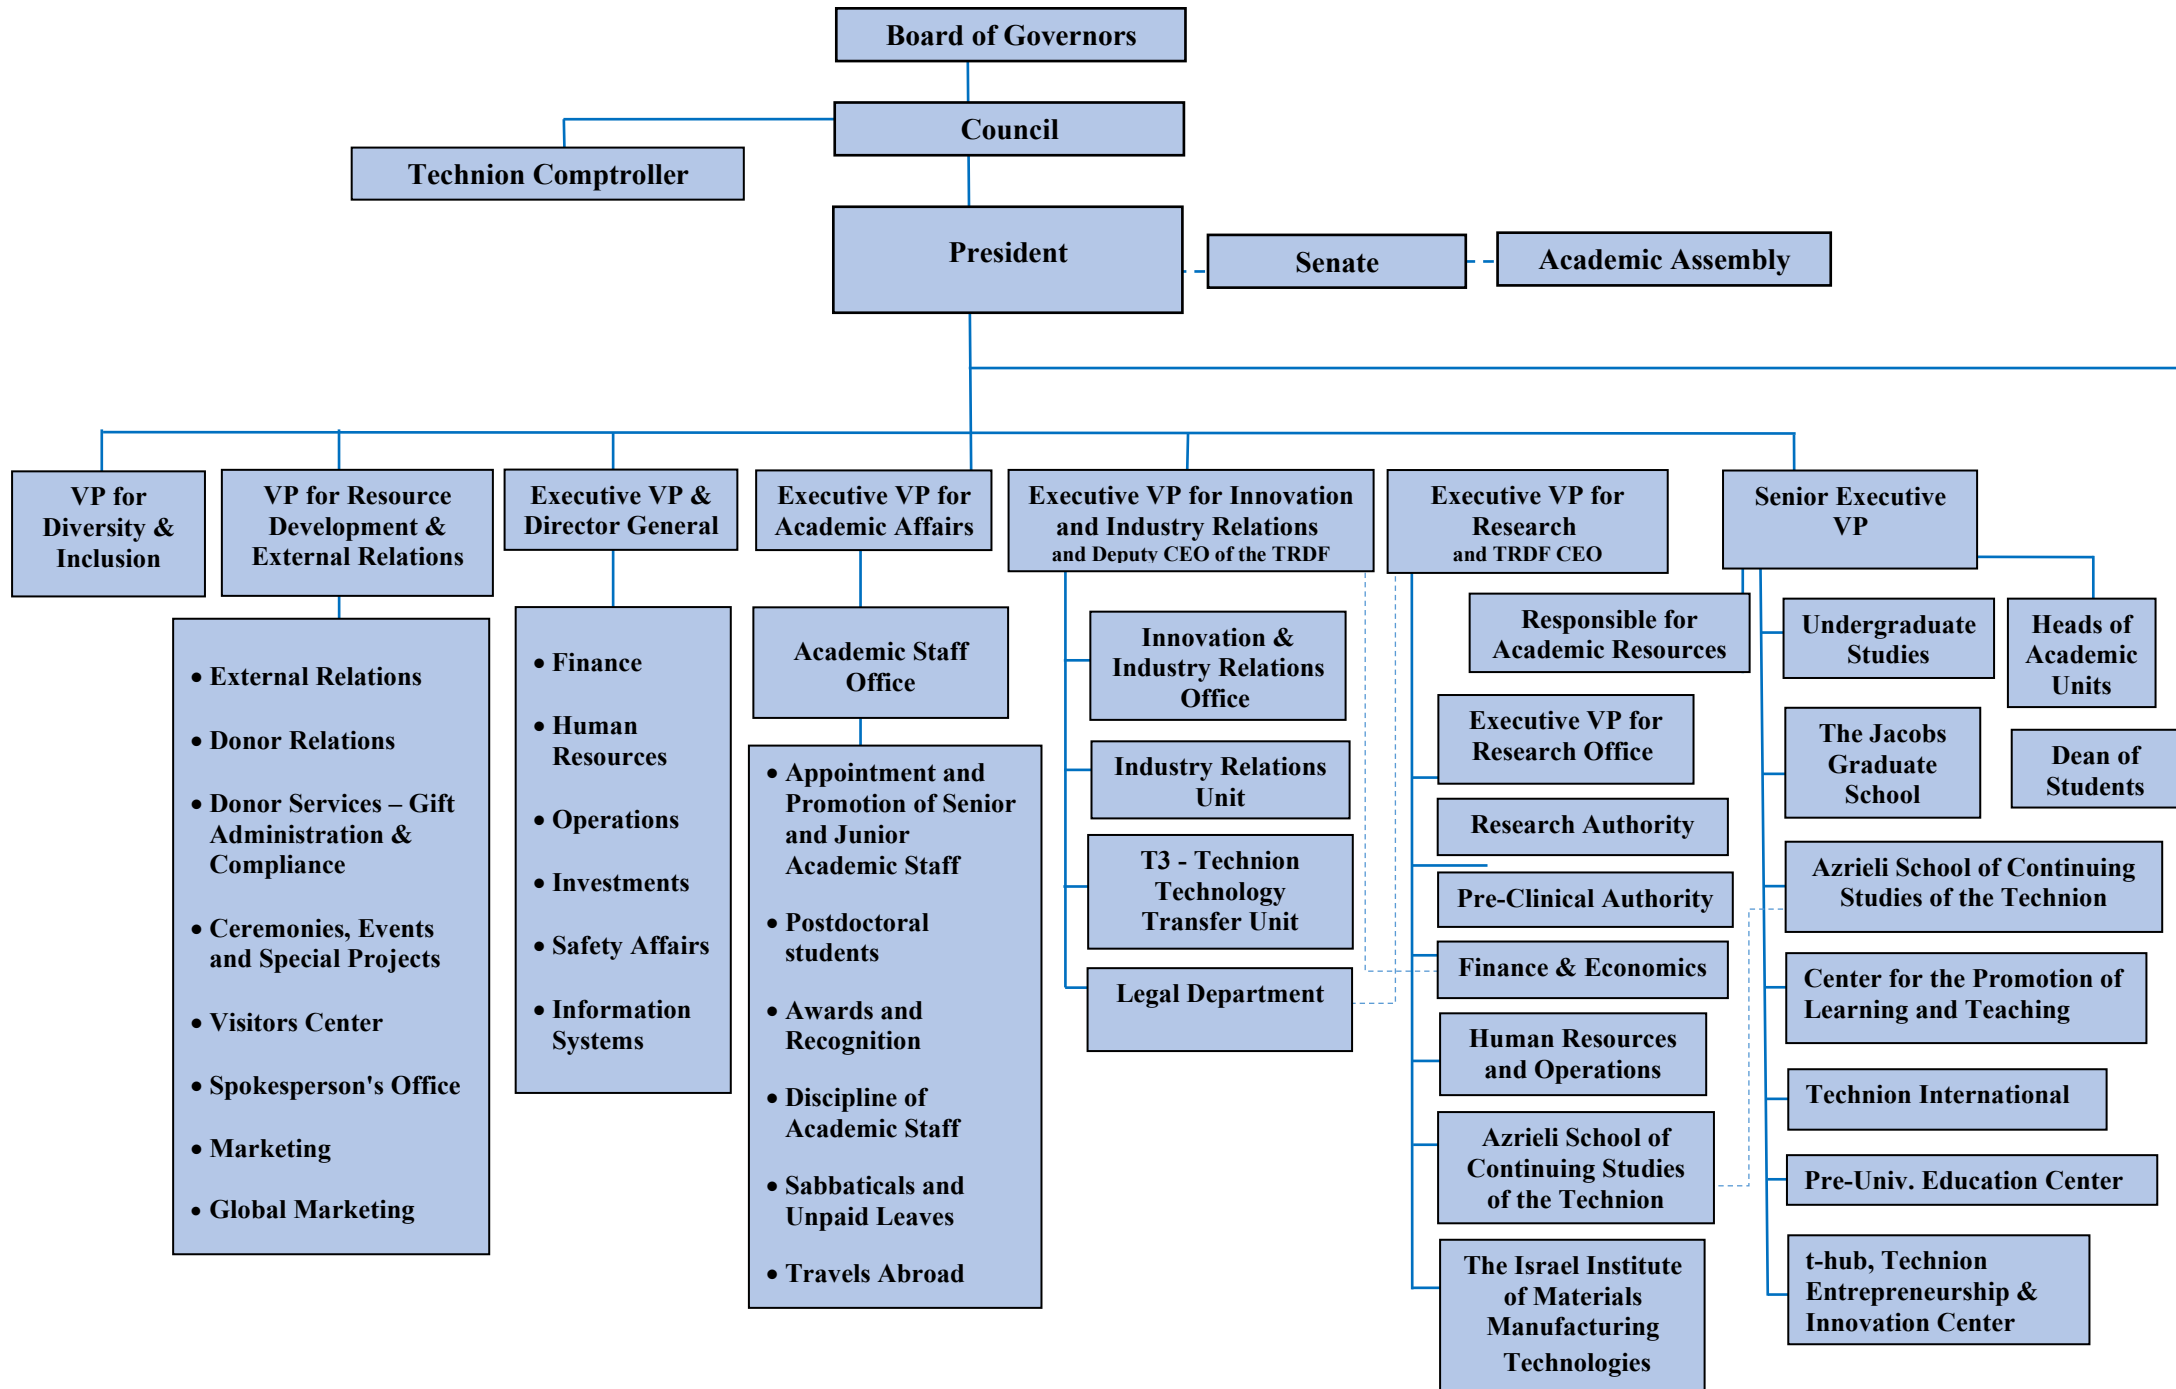 Board of Governors
Council
Technion Comptroller
President
Senate
Academic Assembly
VP for
Diversity &
Inclusion
VP for Resource
Development &
External Relations
• External Relations
• Donor Relations
• Donor Services – Gift
Administration &
Compliance
• Ceremonies, Events
and Special Projects
• Visitors Center
• Spokesperson's Office
• Marketing
• Global Marketing
Executive VP &
Director General
• Finance
• Human
Resources
• Operations
• Investments
• Safety Affairs
• Information
Systems
Executive VP for
Academic Affairs
Academic Staff
Office
• Appointment and
Promotion of Senior
and Junior
Academic Staff
• Postdoctoral
students
• Awards and
Recognition
• Discipline of
Academic Staff
• Sabbaticals and
Unpaid Leaves
• Travels Abroad
Executive VP for Innovation
and Industry Relations
and Deputy CEO of the TRDF
Innovation &
Industry Relations
Office
Industry Relations
Unit
T3 - Technion
Technology
Transfer Unit
Legal Department
Executive VP for
Research
and TRDF CEO
Executive VP for
Research Office
Research Authority
Pre-Clinical Authority
Finance & Economics
Human Resources
and Operations
Azrieli School of
Continuing Studies
of the Technion
The Israel Institute
of Materials
Manufacturing
Technologies
Senior Executive
VP
Responsible for
Academic Resources
Undergraduate
Studies
Heads of
Academic
Units
The Jacobs
Graduate
School
Dean of
Students
Azrieli School of Continuing
Studies of the Technion
Center for the Promotion of
Learning and Teaching
Technion International
Pre-Univ. Education Center
t-hub, Technion
Entrepreneurship &
Innovation Center